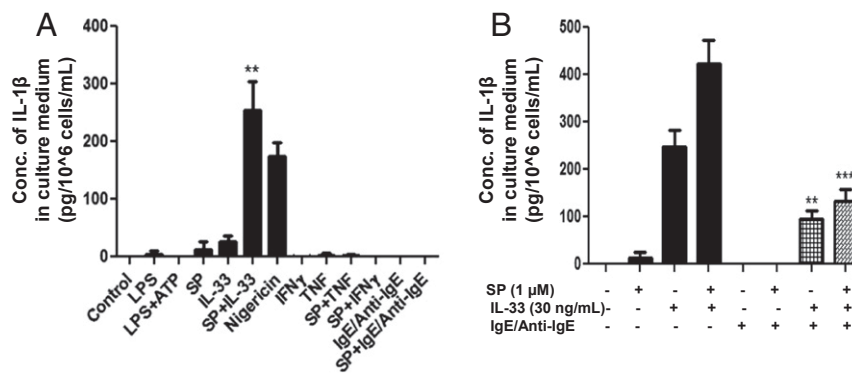 A
Conc. of IL-1β
in culture medium
(pg/10^6 cells/mL)
400
300
200
100
0
**
Control
LPS
LPS+ATP
SP
IL-33
SP+IL-33
Nigericin
IFNγ
TNF
SP+TNF
SP+IFNγ
IgE/Anti-IgE
SP+IgE/Anti-IgE
B
Conc. of IL-1β
in culture medium
(pg/10^6 cells/mL)
500
400
300
200
100
0
**
***
SP (1 µM) - + - + - + - +
IL-33 (30 ng/mL) - - + + - - + +
IgE/Anti-IgE - - - - + + + +